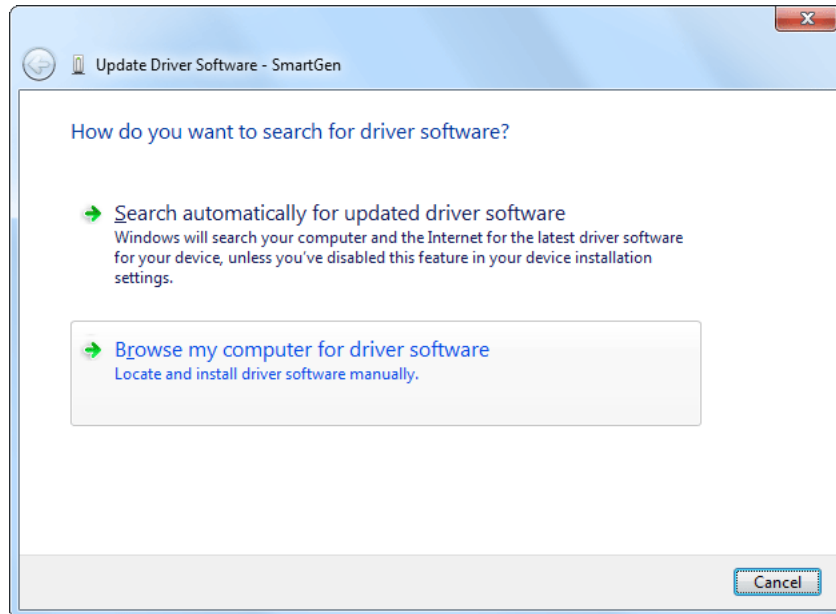 Update Driver Software - SmartGen
How do you want to search for driver software?
Search automatically for updated driver software
Windows will search your computer and the Internet for the latest driver software
for your device, unless you've disabled this feature in your device installation
settings.
Browse my computer for driver software
Locate and install driver software manually.
Cancel